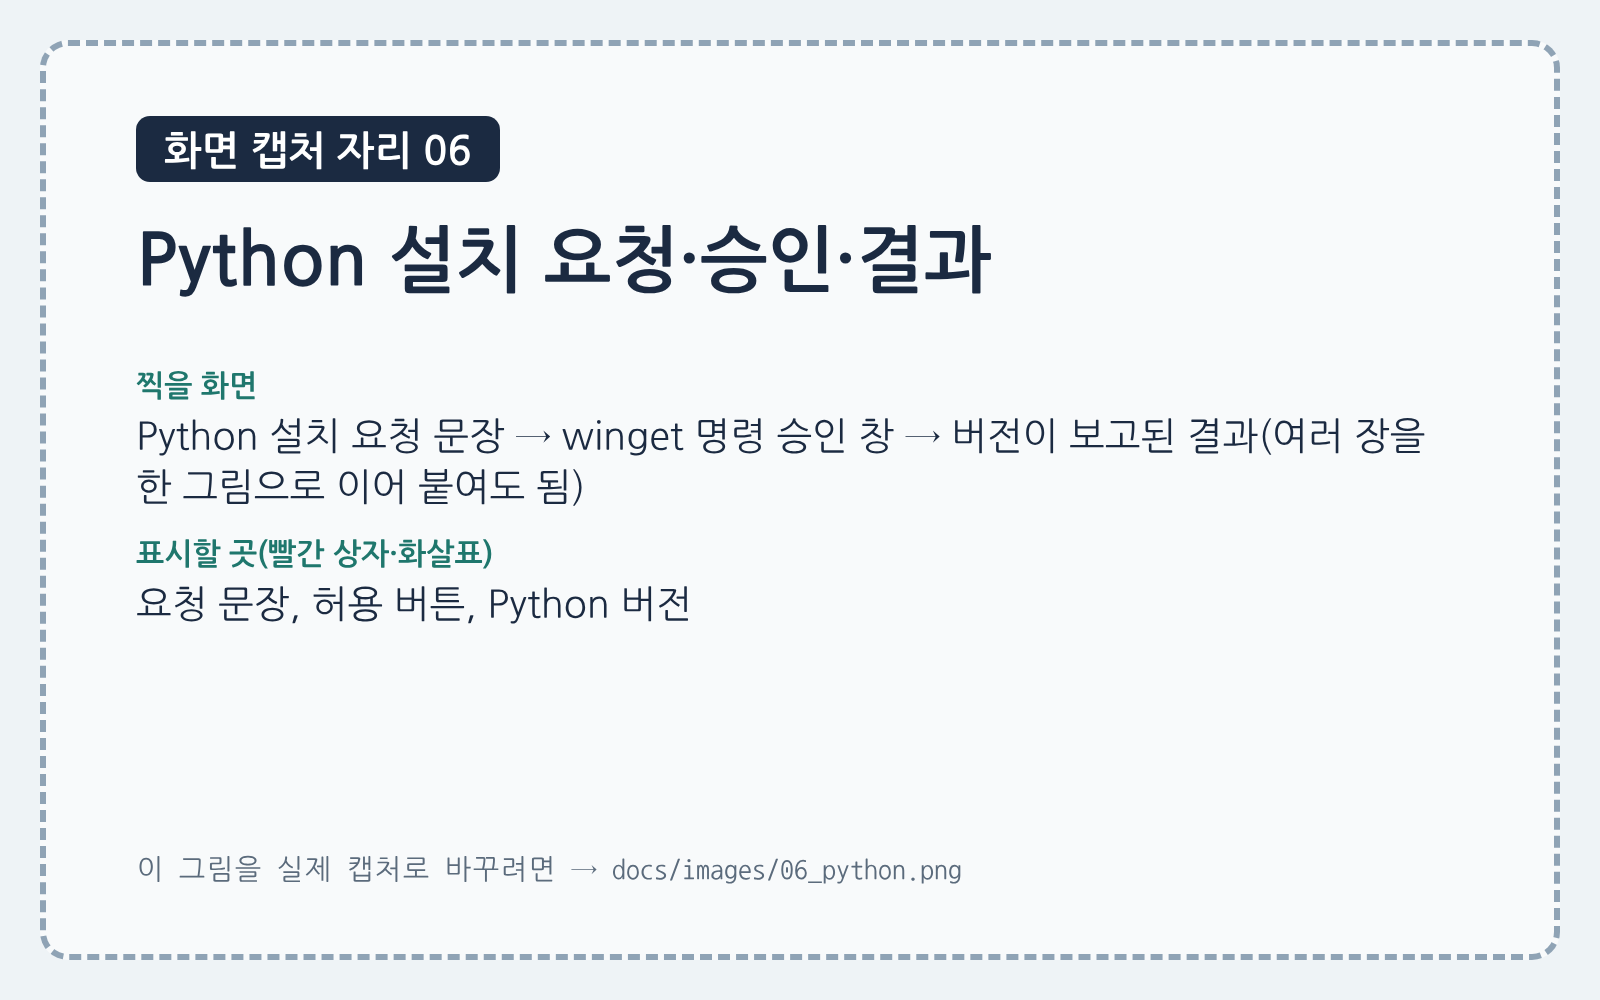 화면 캡처 자리 06
Python 설치 요청·승인·결과
찍을 화면
Python 설치 요청 문장 → winget 명령 승인 창 → 버전이 보고된 결과(여러 장을
한 그림으로 이어 붙여도 됨)
표시할 곳(빨간 상자·화살표)
요청 문장, 허용 버튼, Python 버전
이 그림을 실제 캡처로 바꾸려면 → docs/images/06_python.png